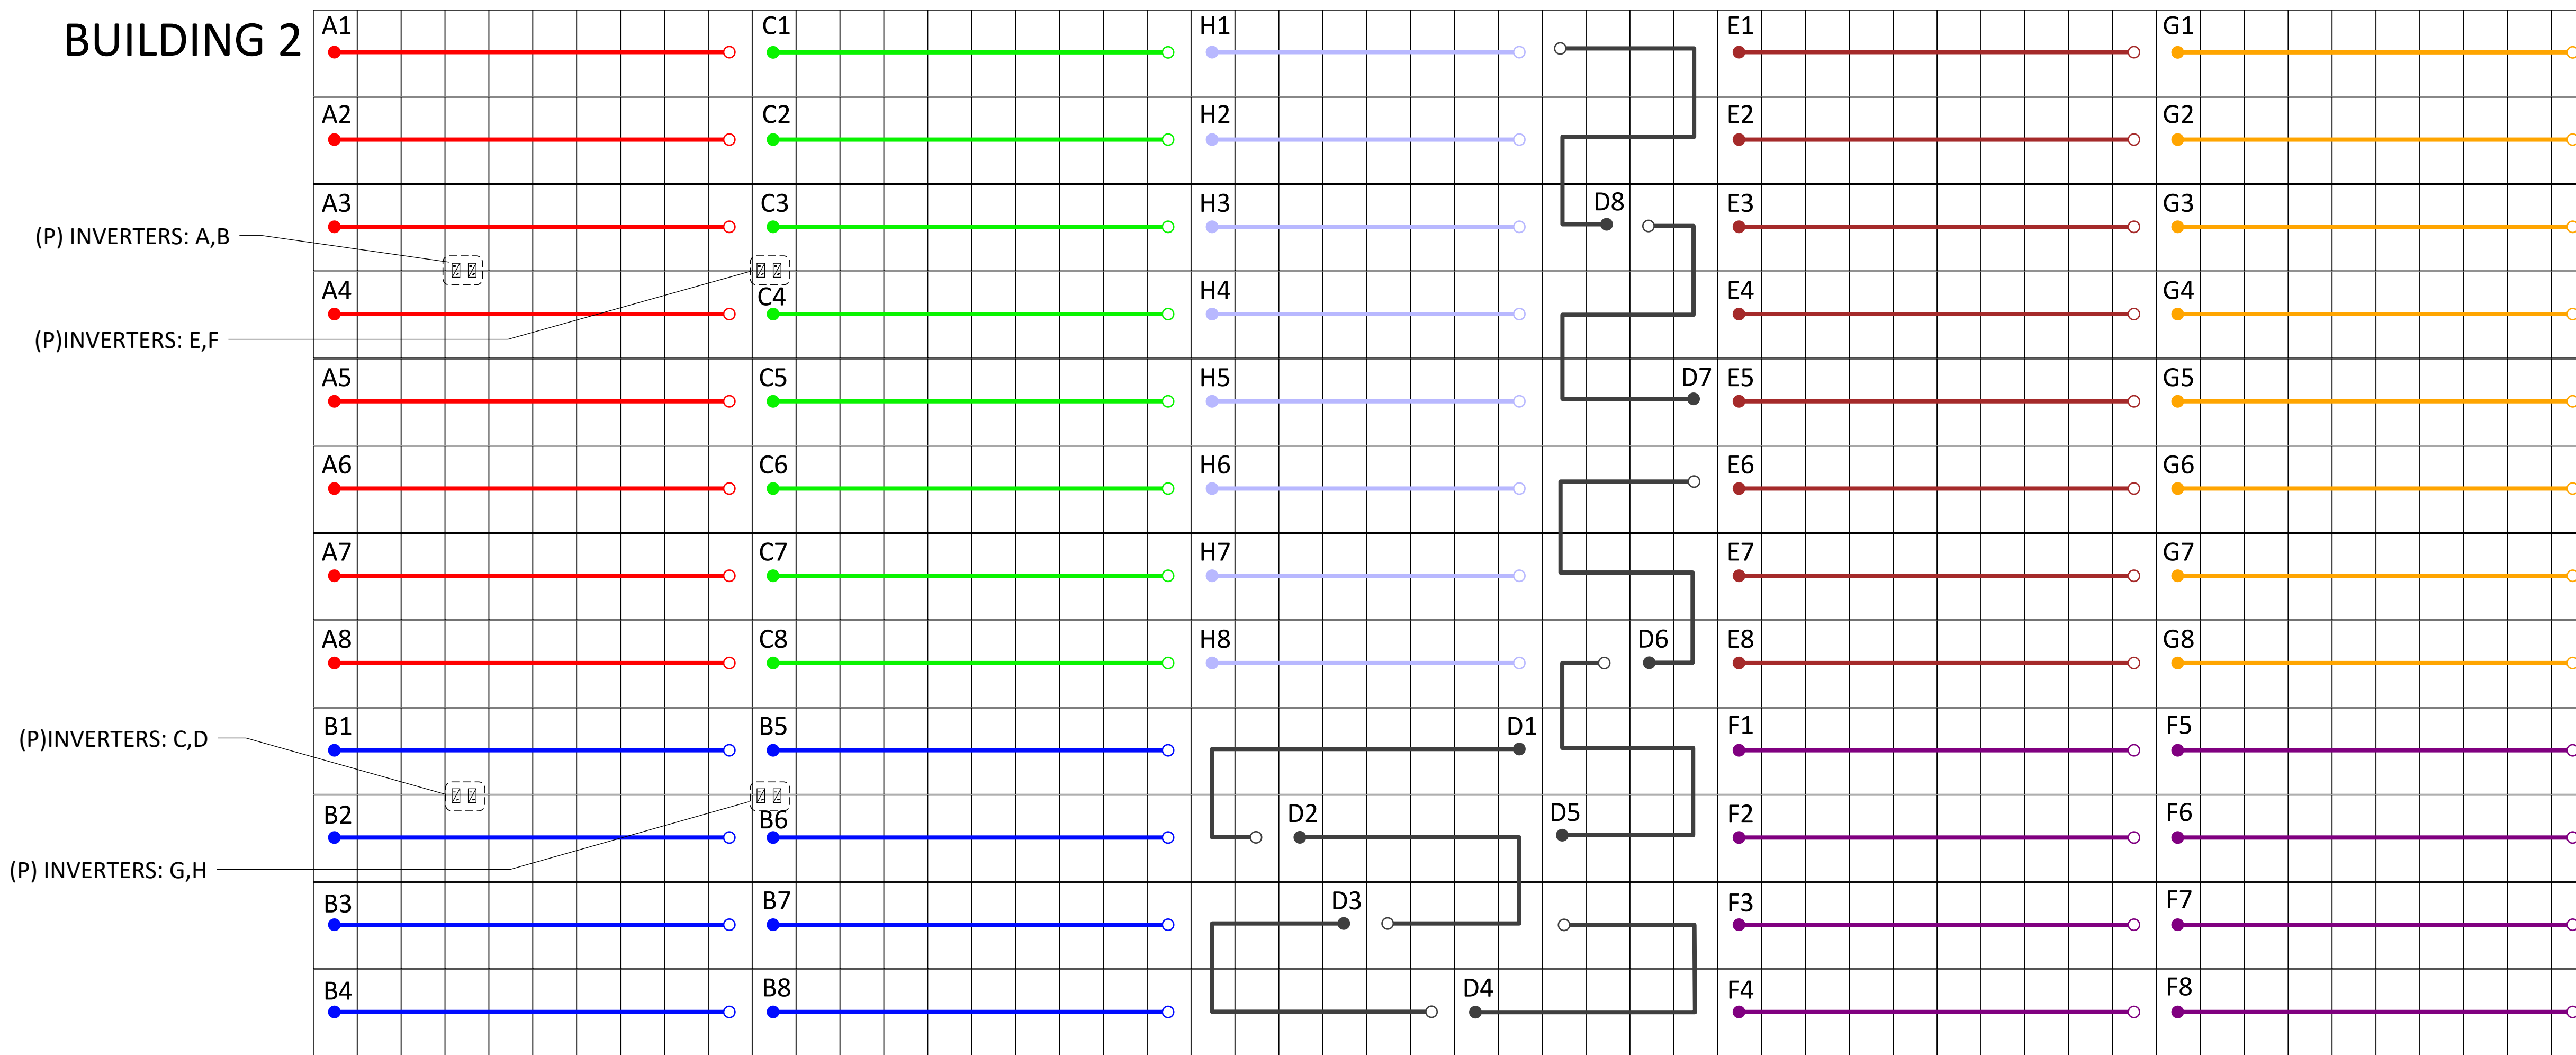 BUILDING 2
A1 C1 H1 E1 G1
A2 C2 H2 E2 G2
A3 C3 H3 D8 E3 G3
(P) INVERTERS: A,B
A4 C4 H4 E4 G4
(P)INVERTERS: E,F
A5 C5 H5 D7 E5 G5
A6 C6 H6 E6 G6
A7 C7 H7 E7 G7
A8 C8 H8 D6 E8 G8
B1 B5 D1 F1 F5
(P)INVERTERS: C,D
B2 B6 D2 D5 F2 F6
(P) INVERTERS: G,H
B3 B7 D3 F3 F7
B4 B8 D4 F4 F8